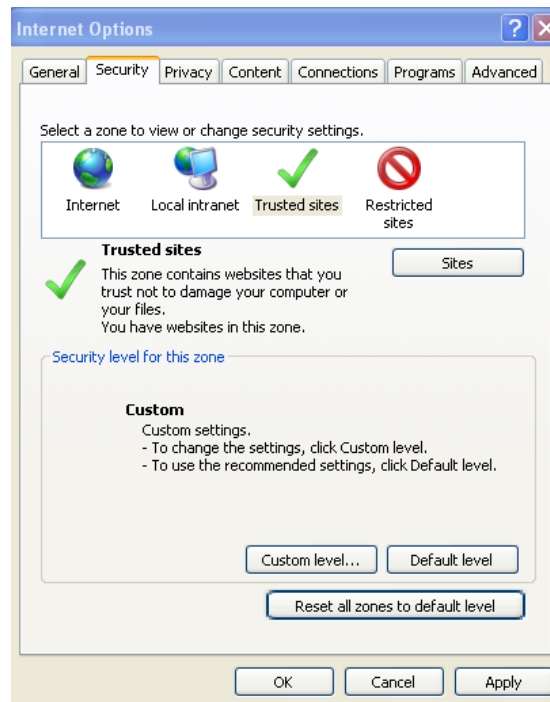 Internet Options
General Security Privacy Content Connections Programs Advanced
Select a zone to view or change security settings.
Internet Local intranet Trusted sites Restricted
sites
Trusted sites
Sites
This zone contains websites that you
trust not to damage your computer or
your files.
You have websites in this zone.
Security level for this zone
Custom
Custom settings.
- To change the settings, click Custom level.
- To use the recommended settings, click Default level.
Custom level... Default level
Reset all zones to default level
OK Cancel Apply